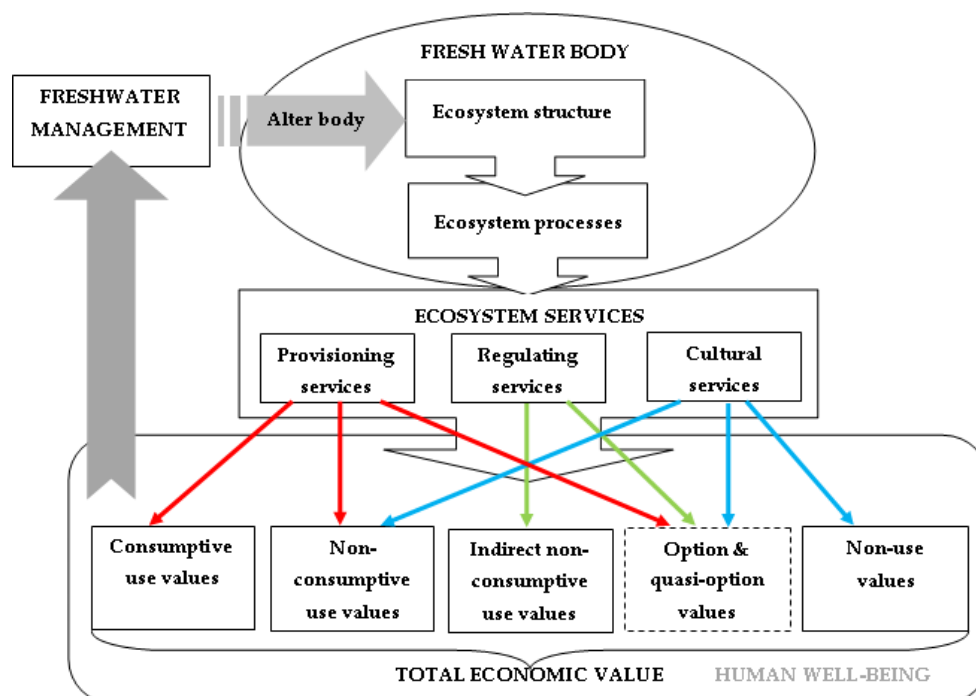 FRESH WATER BODY
FRESHWATER
MANAGEMENT
Alter body
Ecosystem structure
Ecosystem processes
ECOSYSTEM SERVICES
Provisioning
services
Regulating
services
Cultural
services
Consumptive
use values
Non-
consumptive
use values
Indirect non-
consumptive
use values
Option &
quasi-option
values
Non-use
values
TOTAL ECONOMIC VALUE
HUMAN WELL-BEING